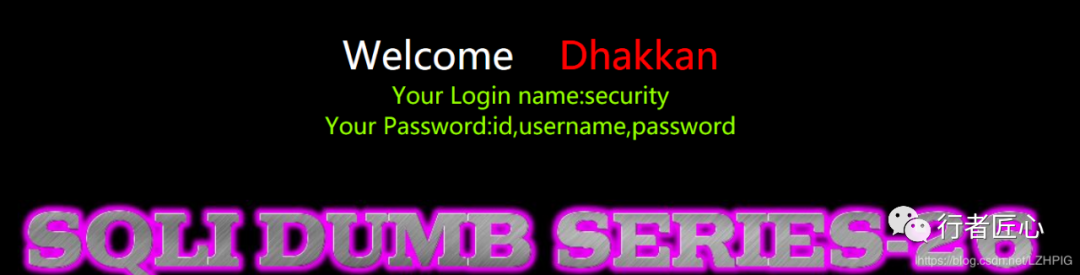 Welcome Dhakkan
Your Login name:security
Your Password:id,username,password
SQLI DUMB SERIES-26
行者匠心
https://blog.csdn.net/LZHPIG